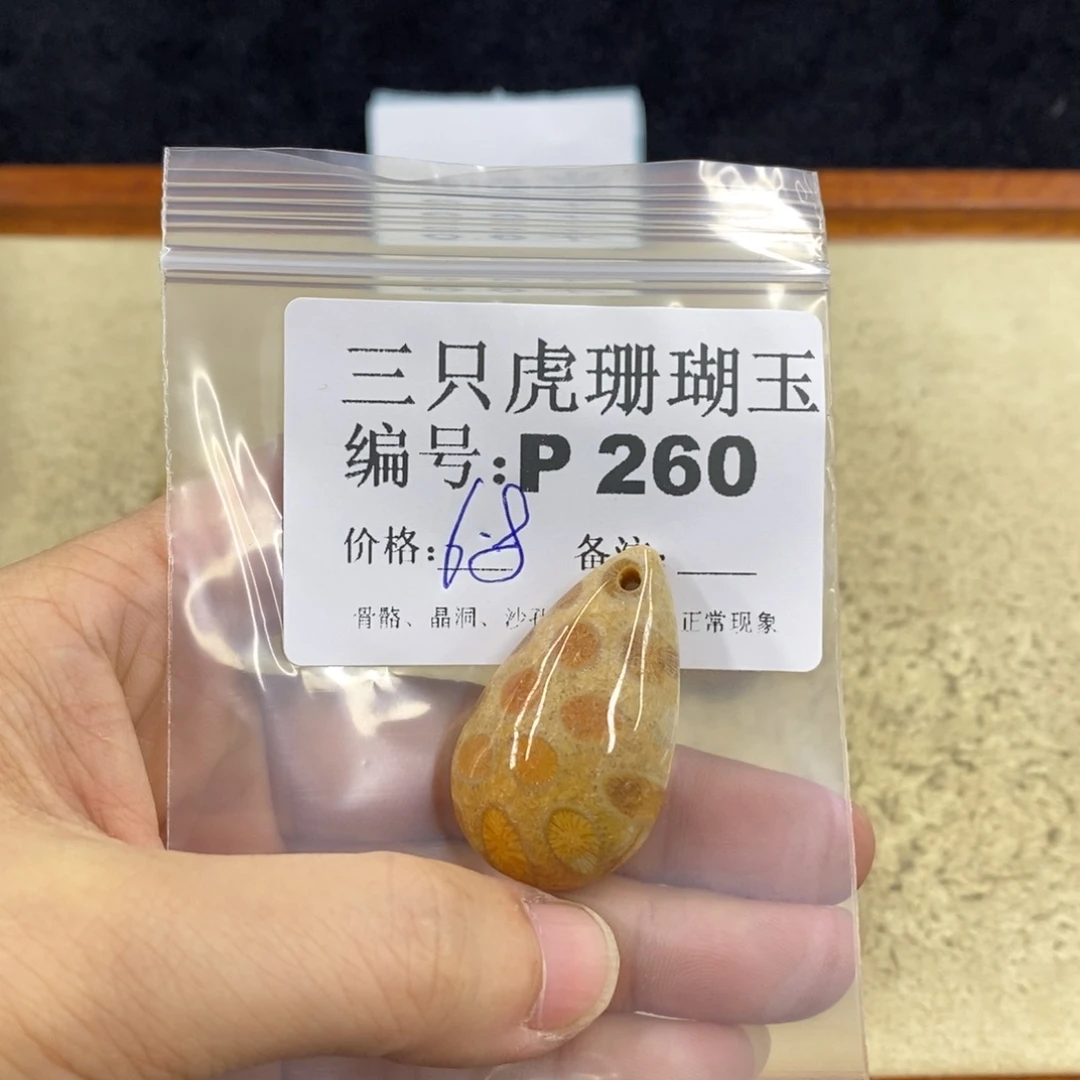 三只虎珊瑚玉
编号:P 260
价格:68 备注:
骨骼、晶洞、沙孔 正常现象